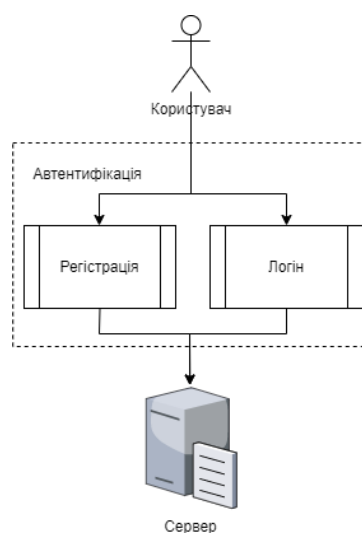 Користувач
Автентифікація
Регістрація
Логін
Сервер